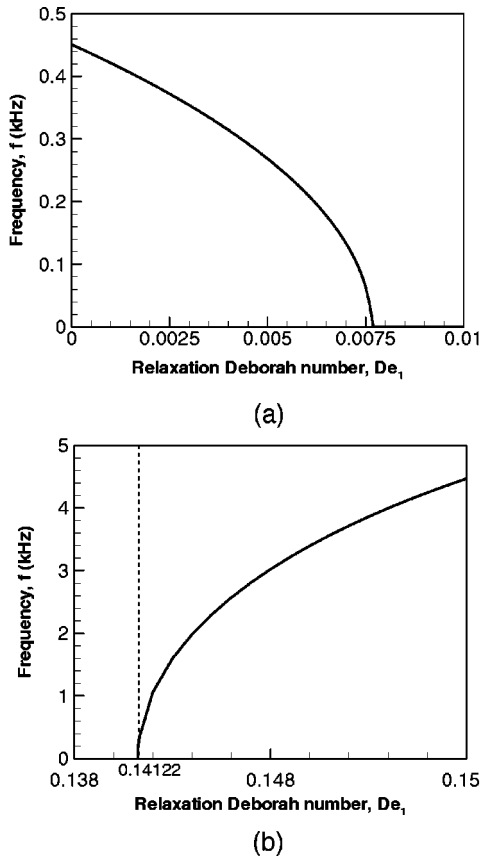 0.5
0.4
0.3
0.2
0.1
0
Frequency, f (kHz)
0 0.0025 0.005 0.0075 0.01
Relaxation Deborah number, De1
(a)
5
4
3
2
1
0
Frequency, f (kHz)
0.138 0.14122 0.148 0.15
Relaxation Deborah number, De1
(b)